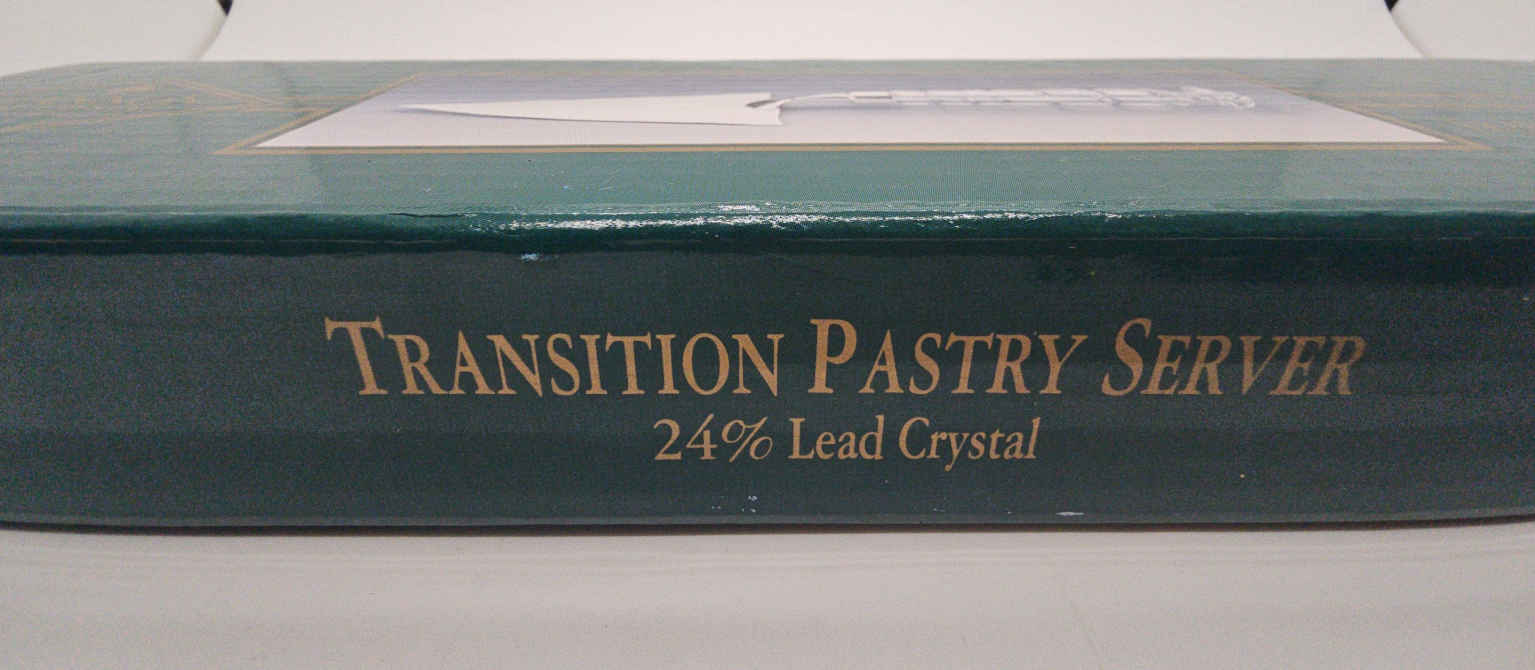 TRANSITION PASTRY SERVER
24% Lead Crystal